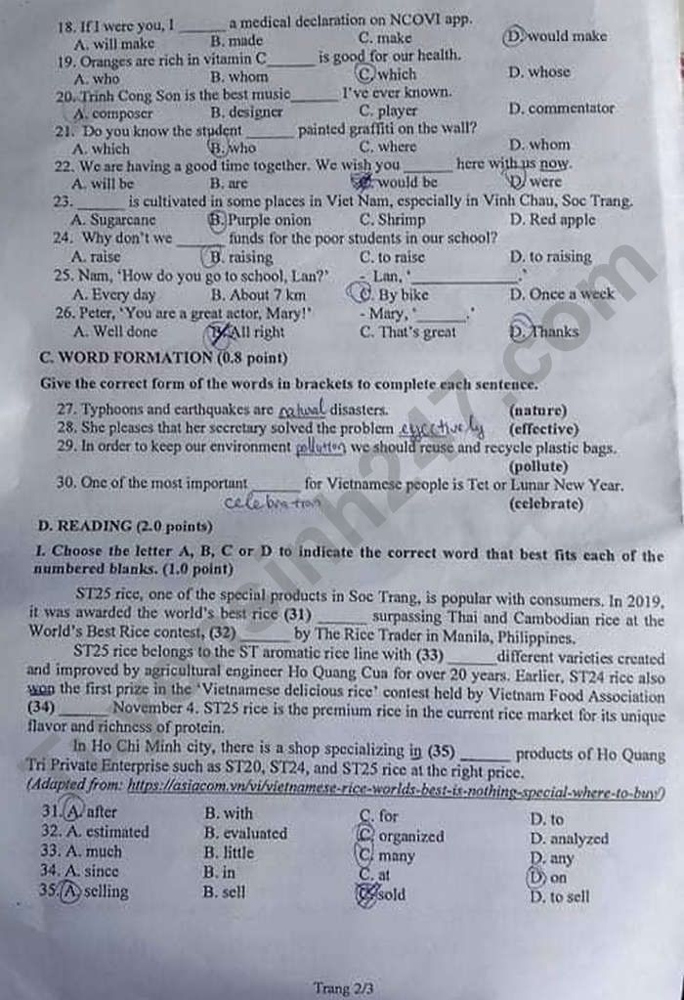 18. If I were you, I ______ a medical declaration on NCOVI app.
A. will make B. made C. make D. would make
19. Oranges are rich in vitamin C______ is good for our health.
A. who B. whom C. which D. whose
20. Trinh Cong Son is the best music______ I've ever known.
A. composer B. designer C. player D. commentator
21. Do you know the student ______ painted graffiti on the wall?
A. which B. who C. where D. whom
22. We are having a good time together. We wish you ______ here with us now.
A. will be B. are C. would be D. were
23. ______ is cultivated in some places in Viet Nam, especially in Vinh Chau, Soc Trang.
A. Sugarcane B. Purple onion C. Shrimp D. Red apple
24. Why don't we ______ funds for the poor students in our school?
A. raise B. raising C. to raise D. to raising
25. Nam, 'How do you go to school, Lan?' - Lan, '______________.'
A. Every day B. About 7 km C. By bike D. Once a week
26. Peter, 'You are a great actor, Mary!' - Mary, '______.'
A. Well done B. All right C. That's great D. Thanks
C. WORD FORMATION (0.8 point)
Give the correct form of the words in brackets to complete each sentence.
27. Typhoons and earthquakes are natural disasters. (nature)
28. She pleases that her secretary solved the problem effectively (effective)
29. In order to keep our environment pollution we should reuse and recycle plastic bags.
(pollute)
30. One of the most important ______ for Vietnamese people is Tet or Lunar New Year.
celebration (celebrate)
D. READING (2.0 points)
I. Choose the letter A, B, C or D to indicate the correct word that best fits each of the
numbered blanks. (1.0 point)
ST25 rice, one of the special products in Soc Trang, is popular with consumers. In 2019,
it was awarded the world's best rice (31) ______ surpassing Thai and Cambodian rice at the
World's Best Rice contest, (32) ______ by The Rice Trader in Manila, Philippines.
ST25 rice belongs to the ST aromatic rice line with (33) ______ different varieties created
and improved by agricultural engineer Ho Quang Cua for over 20 years. Earlier, ST24 rice also
won the first prize in the 'Vietnamese delicious rice' contest held by Vietnam Food Association
(34) ______ November 4. ST25 rice is the premium rice in the current rice market for its unique
flavor and richness of protein.
In Ho Chi Minh city, there is a shop specializing in (35) ______ products of Ho Quang
Tri Private Enterprise such as ST20, ST24, and ST25 rice at the right price.
(Adapted from: https://asiacom.vn/vi/vietnamese-rice-worlds-best-is-nothing-special-where-to-buy/)
31. A. after B. with C. for D. to
32. A. estimated B. evaluated C. organized D. analyzed
33. A. much B. little C. many D. any
34. A. since B. in C. at D. on
35. A. selling B. sell C. sold D. to sell
Trang 2/3